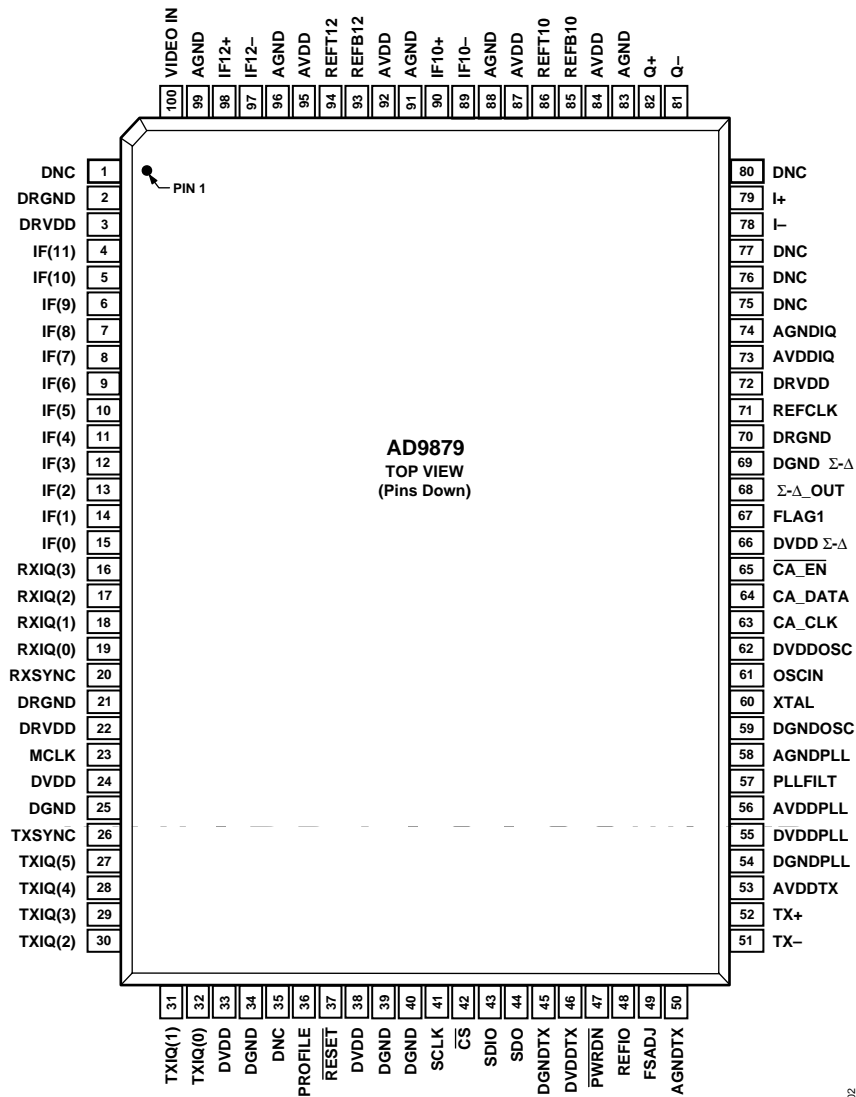 VIDEO IN AGND IF12+ IF12– AGND AVDD REFT12 REFB12 AVDD AGND IF10+ IF10– AGND AVDD REFT10 REFB10 AVDD AGND Q+ Q–
100 99 98 97 96 95 94 93 92 91 90 89 88 87 86 85 84 83 82 81
DNC 1
DRGND 2
DRVDD 3
IF(11) 4
IF(10) 5
IF(9) 6
IF(8) 7
IF(7) 8
IF(6) 9
IF(5) 10
IF(4) 11
IF(3) 12
IF(2) 13
IF(1) 14
IF(0) 15
RXIQ(3) 16
RXIQ(2) 17
RXIQ(1) 18
RXIQ(0) 19
RXSYNC 20
DRGND 21
DRVDD 22
MCLK 23
DVDD 24
DGND 25
TXSYNC 26
TXIQ(5) 27
TXIQ(4) 28
TXIQ(3) 29
TXIQ(2) 30
PIN 1
AD9879
TOP VIEW
(Pins Down)
80 DNC
79 I+
78 I–
77 DNC
76 DNC
75 DNC
74 AGNDIQ
73 AVDDIQ
72 DRVDD
71 REFCLK
70 DRGND
69 DGND Σ-Δ
68 Σ-Δ_OUT
67 FLAG1
66 DVDD Σ-Δ
65 CA_EN
64 CA_DATA
63 CA_CLK
62 DVDDOSC
61 OSCIN
60 XTAL
59 DGNDOSC
58 AGNDPLL
57 PLLFILT
56 AVDDPLL
55 DVDDPLL
54 DGNDPLL
53 AVDDTX
52 TX+
51 TX–
31 32 33 34 35 36 37 38 39 40 41 42 43 44 45 46 47 48 49 50
TXIQ(1) TXIQ(0) DVDD DGND DNC PROFILE RESET DVDD DGND DGND SCLK CS SDIO SDO DGNDTX DVDDTX PWRDN REFIO FSADJ AGNDTX